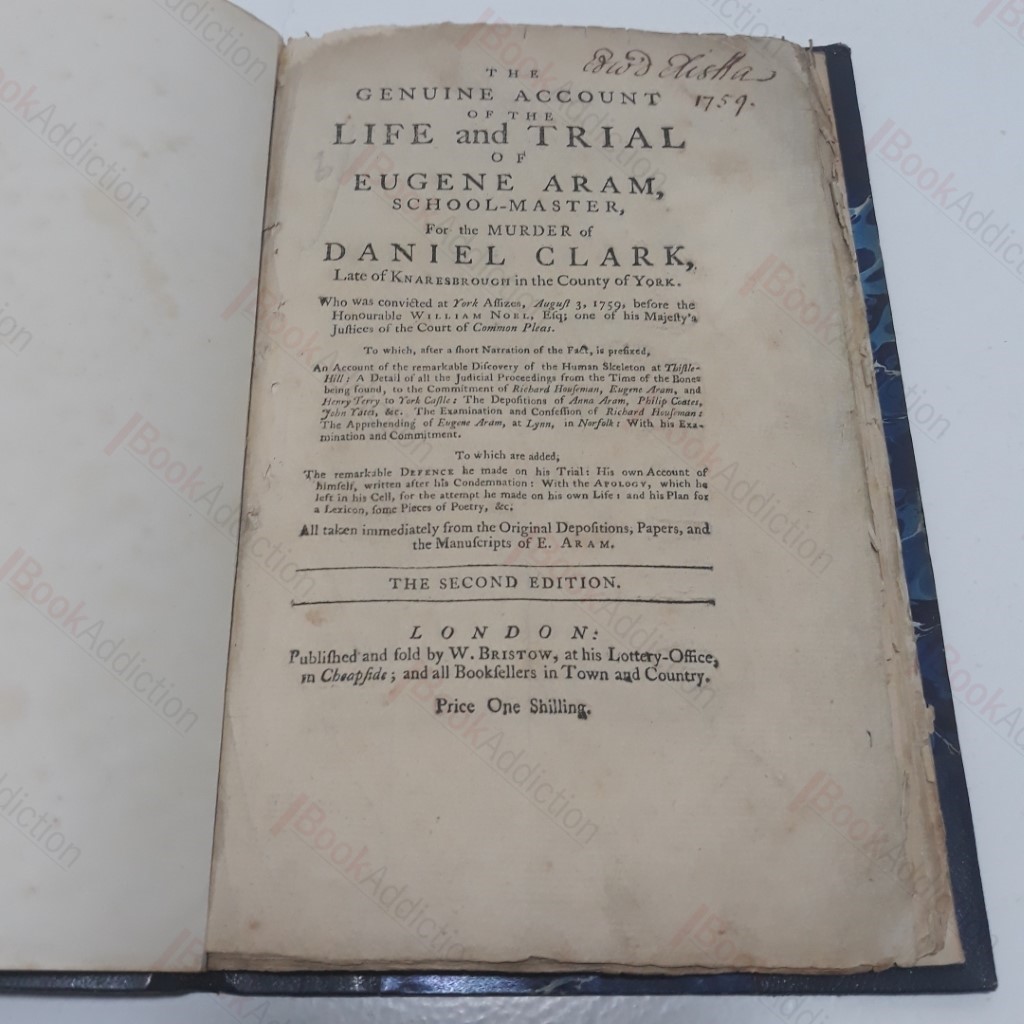 Edw'd Elisha
1759.
THE
GENUINE ACCOUNT
OF THE
LIFE and TRIAL
OF
EUGENE ARAM,
SCHOOL-MASTER,
For the MURDER of
DANIEL CLARK,
Late of KNARESBROUGH in the County of YORK.
Who was convicted at York Aſſizes, Auguſt 3, 1759, before the
Honourable WILLIAM NOEL, Eſq; one of his Majeſty's
Juſtices of the Court of Common Pleas.
To which, after a ſhort Narration of the Fact, is prefixed,
An Account of the remarkable Diſcovery of the Human Skeleton at Thiſtle-
Hill: A Detail of all the Judicial Proceedings from the Time of the Bones
being found, to the Commitment of Richard Houſeman, Eugene Aram, and
Henry Terry to York Caſtle: The Depoſitions of Anna Aram, Philip Coates,
John Yates, &c. The Examination and Confeſſion of Richard Houſeman:
The Apprehending of Eugene Aram, at Lynn, in Norfolk: With his Exa-
mination and Commitment.
To which are added,
The remarkable DEFENCE he made on his Trial: His own Account of
himſelf, written after his Condemnation: With the APOLOGY, which he
left in his Cell, for the attempt he made on his own Life: and his Plan for
a Lexicon, ſome Pieces of Poetry, &c.
All taken immediately from the Original Depoſitions, Papers, and
the Manuſcripts of E. ARAM.
THE SECOND EDITION.
LONDON:
Publiſhed and ſold by W. BRISTOW, at his Lottery-Office,
in Cheapſide; and all Bookſellers in Town and Country.
Price One Shilling.
BookAddiction